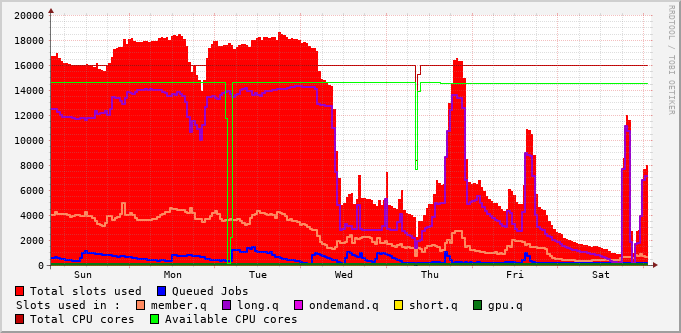 RRDTOOL / TOBI OETIKER
20000
18000
16000
14000
12000
10000
8000
6000
4000
2000
0
Sun Mon Tue Wed Thu Fri Sat
Total slots used Queued Jobs
Slots used in : member.q long.q ondemand.q short.q gpu.q
Total CPU cores Available CPU cores